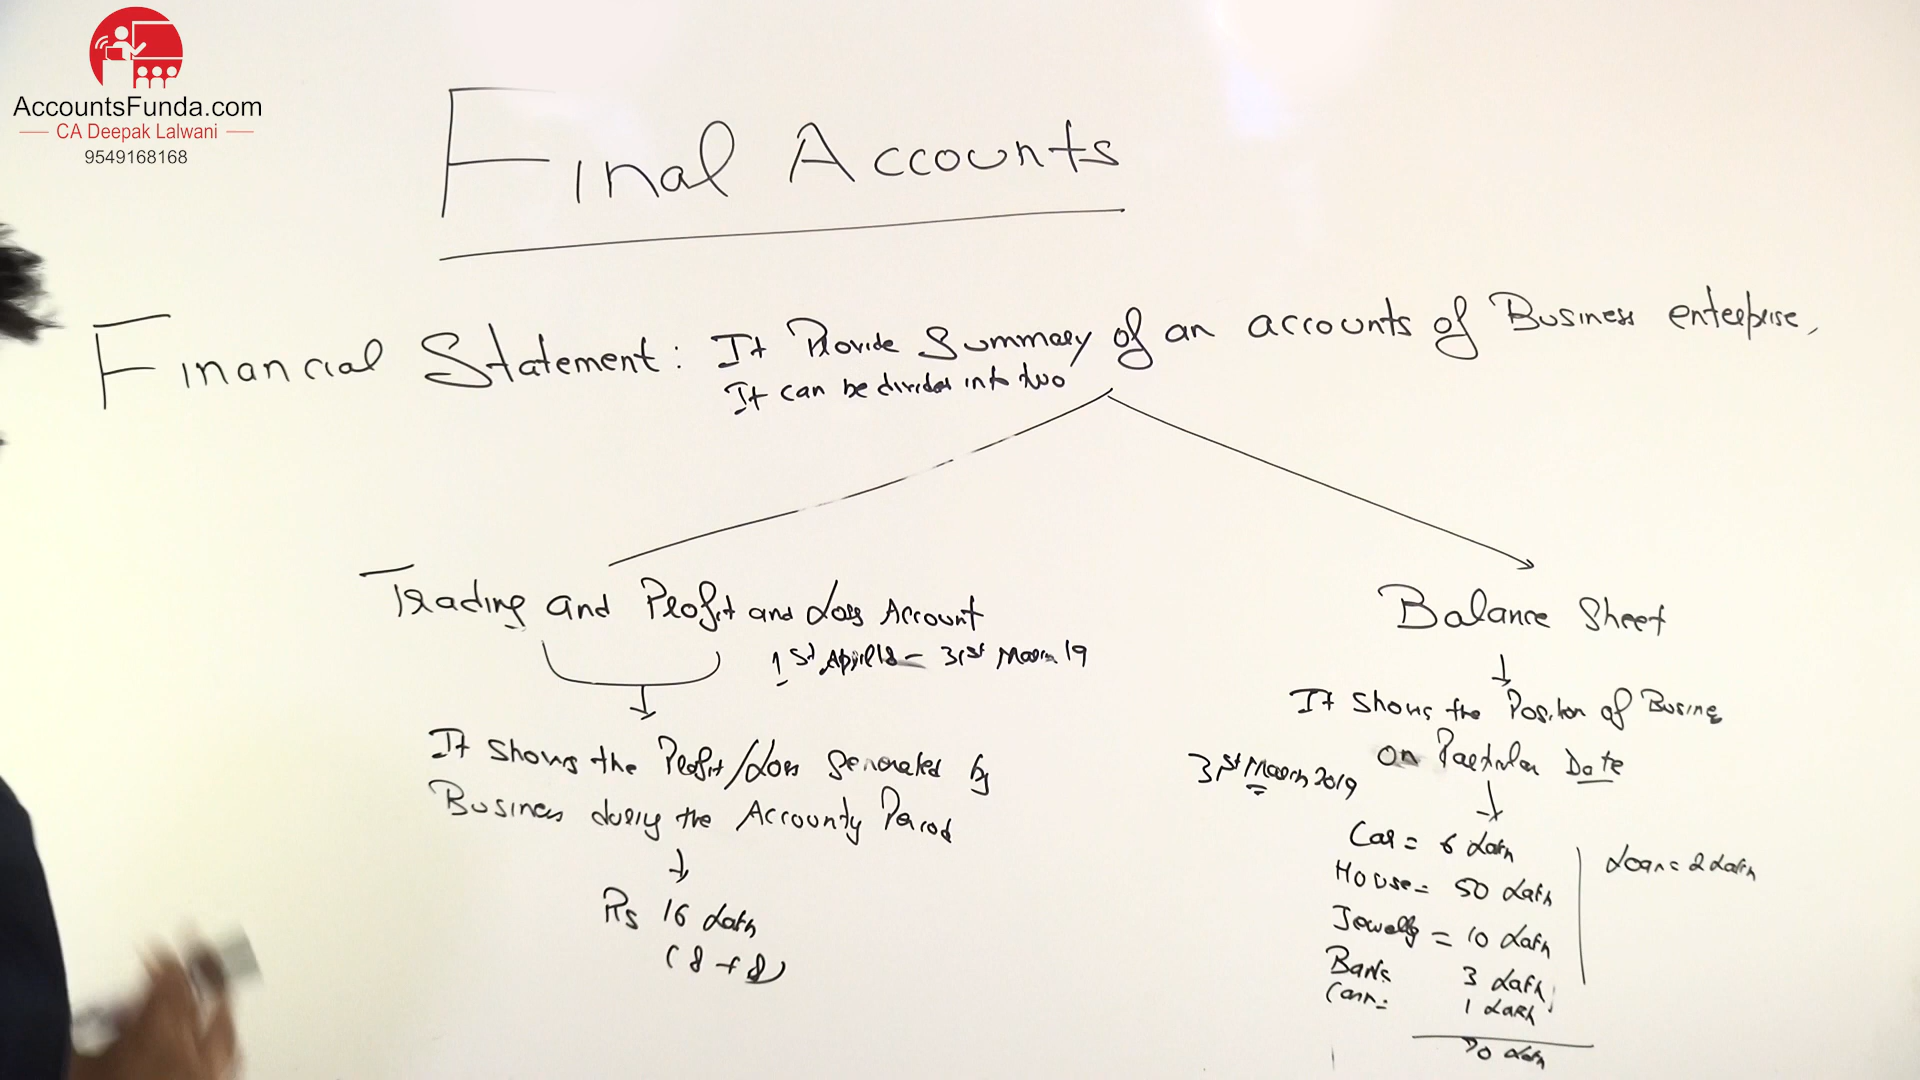 AccountsFunda.com
CA Deepak Lalwani
9549168168
Final Accounts
Financial Statement: It Provide Summary of an accounts of Business enterprise,
It can be divided into two
Trading and Profit and Loss Account
1st April 18 - 31st March 19
It shows the Profit/Loss Generated by
Business during the Accounty Period
Rs 16 Lakh
(8+8)
Balance Sheet
It shows the Position of Busines
on Particular Date
31st March 2019
Car = 6 Lakh
House = 50 Lakh
Jewelly = 10 Lakh
Bank = 3 Lakh
Cash = 1 Lakh
70 Lakh
Loan = 2 Lakh